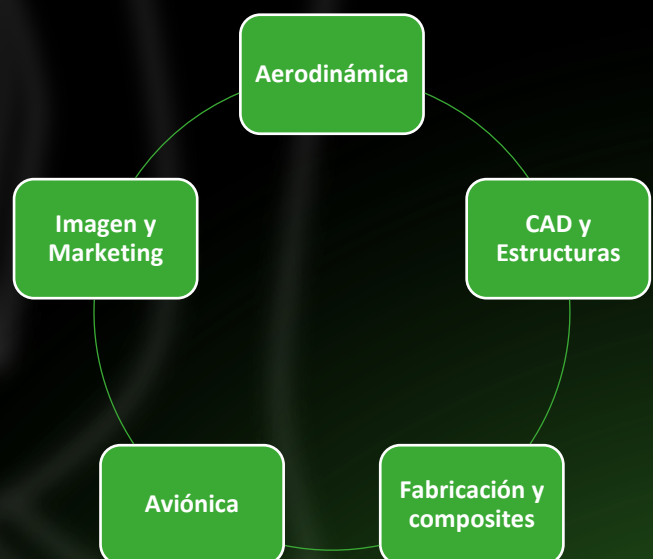 Aerodinámica
CAD y
Estructuras
Fabricación y
composites
Aviónica
Imagen y
Marketing